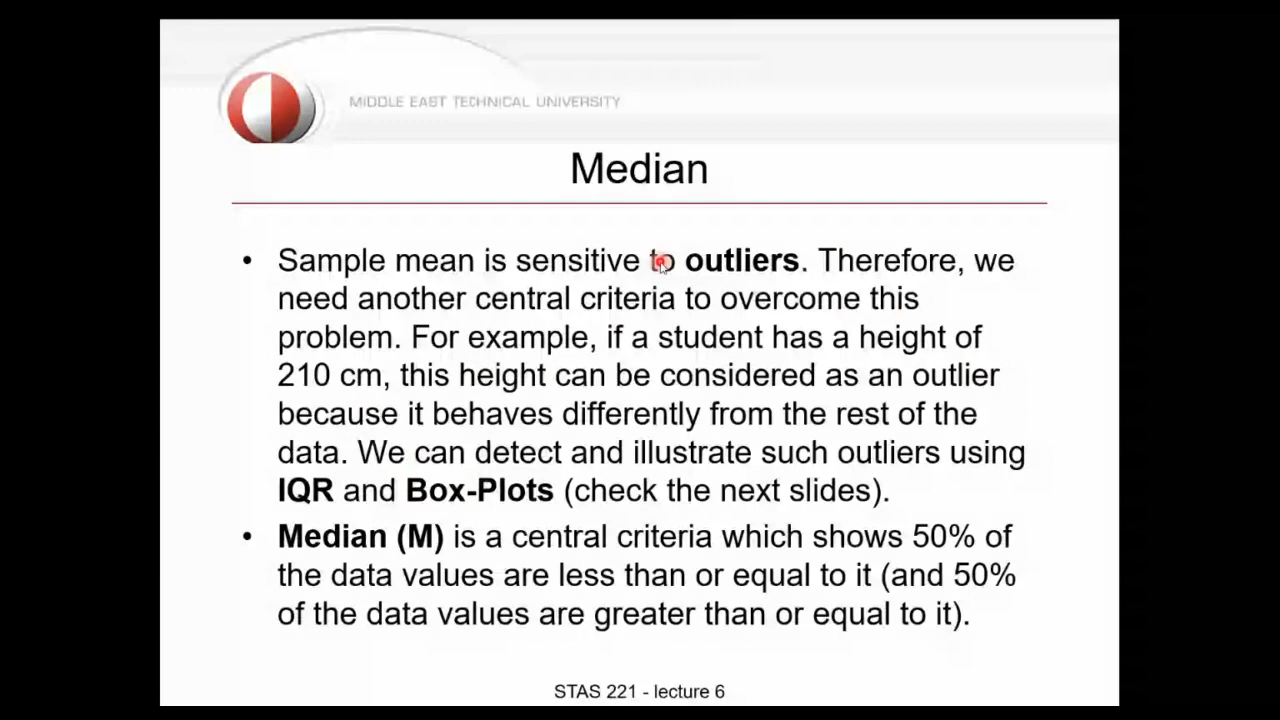 MIDDLE EAST TECHNICAL UNIVERSITY
Median
• Sample mean is sensitive to outliers. Therefore, we
need another central criteria to overcome this
problem. For example, if a student has a height of
210 cm, this height can be considered as an outlier
because it behaves differently from the rest of the
data. We can detect and illustrate such outliers using
IQR and Box-Plots (check the next slides).
• Median (M) is a central criteria which shows 50% of
the data values are less than or equal to it (and 50%
of the data values are greater than or equal to it).
STAS 221 - lecture 6